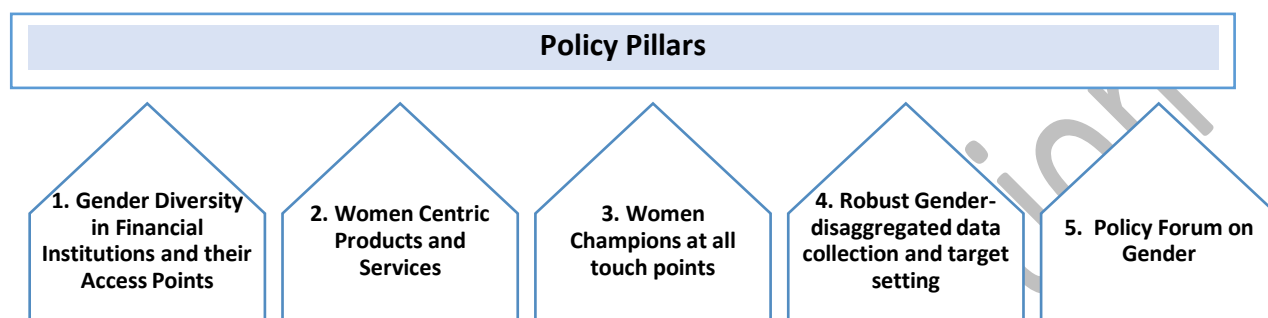 Policy Pillars
1. Gender Diversity
in Financial
Institutions and their
Access Points
2. Women Centric
Products and
Services
3. Women
Champions at all
touch points
4. Robust Gender-
disaggregated data
collection and target
setting
5. Policy Forum on
Gender